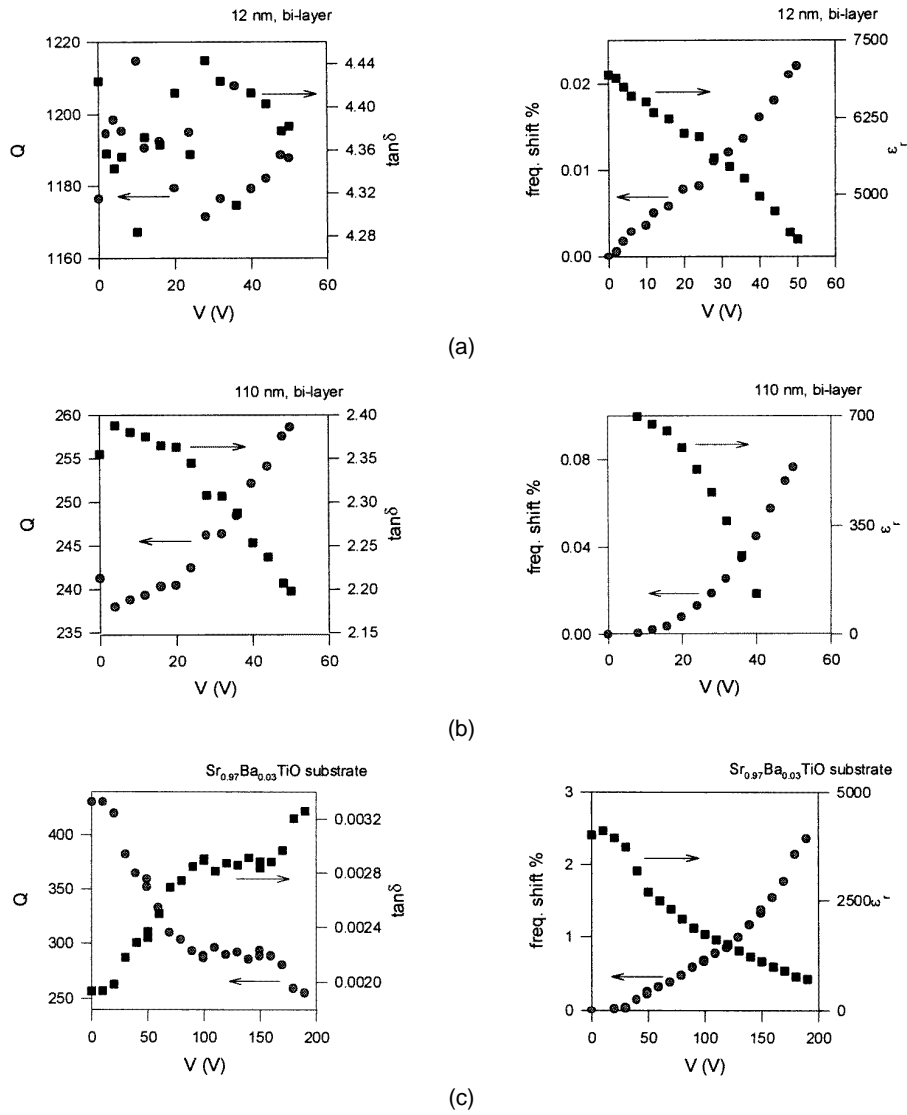 12 nm, bi-layer
1220
1200
1180
1160
Q
4.44
4.40
4.36
4.32
4.28
tanδ
0 20 40 60
V (V)
12 nm, bi-layer
0.02
0.01
0.00
freq. shift %
7500
6250
5000
εr
0 10 20 30 40 50 60
V (V)
(a)
110 nm, bi-layer
260
255
250
245
240
235
Q
2.40
2.35
2.30
2.25
2.20
2.15
tanδ
0 20 40 60
V (V)
110 nm, bi-layer
0.08
0.04
0.00
freq. shift %
700
350
0
εr
0 20 40 60
V (V)
(b)
Sr0.97Ba0.03TiO substrate
400
350
300
250
Q
0.0032
0.0028
0.0024
0.0020
tanδ
0 50 100 150 200
V (V)
3
2
1
0
freq. shift %
5000
2500
0
εr
0 50 100 150 200
V (V)
Sr0.97Ba0.03TiO substrate
(c)